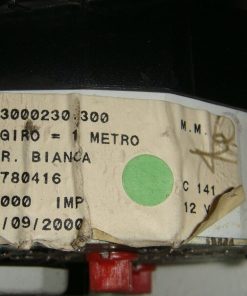 3000230.300
M.M.
GIRO = 1 METRO
R. BIANCA
780416
C 141
000 IMP
12 V
/09/2000